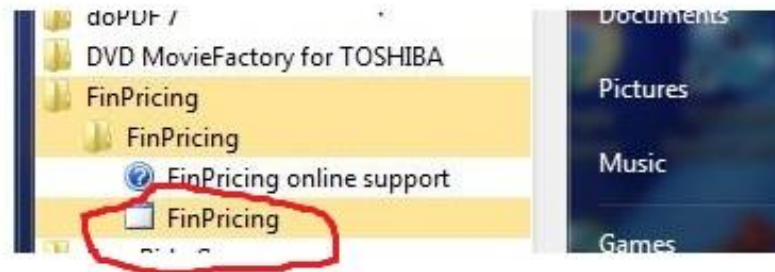 doPDF 7
DVD MovieFactory for TOSHIBA
FinPricing
FinPricing
FinPricing online support
FinPricing
Documents
Pictures
Music
Games